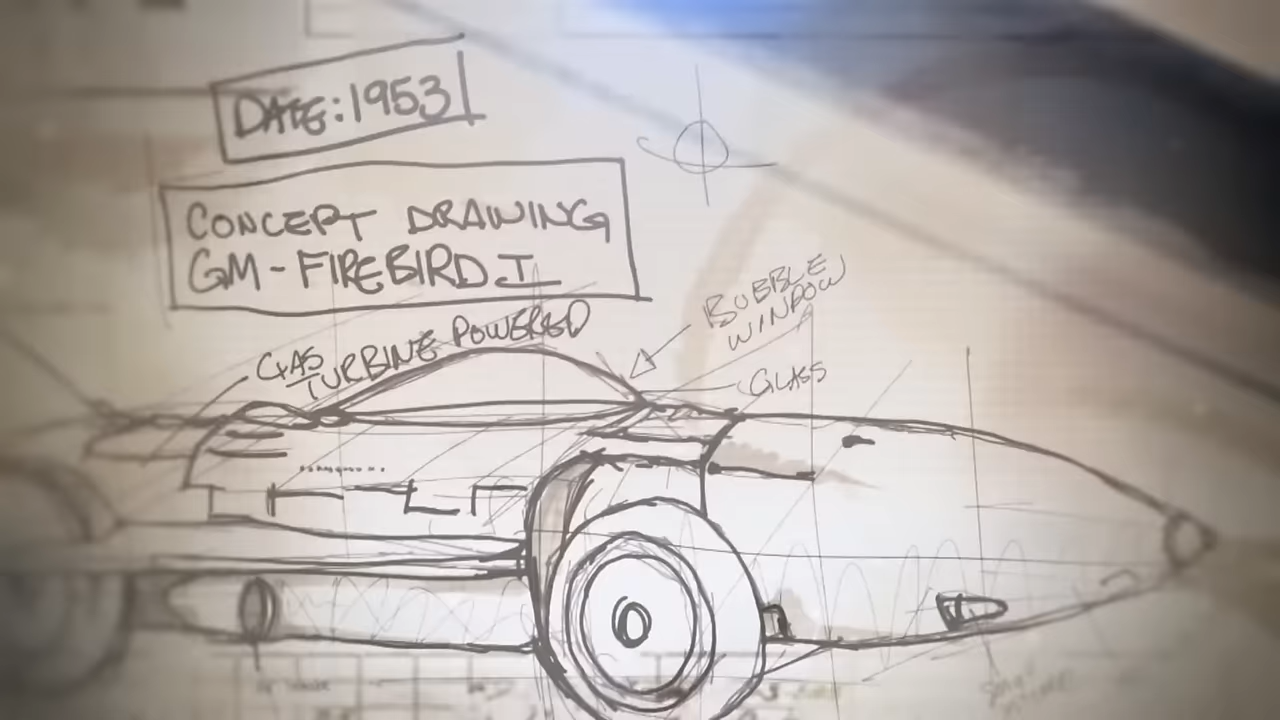 DATE: 1953
CONCEPT DRAWING
GM - FIREBIRD I
GAS
TURBINE POWERED
BUBBLE
WINDOW
GLASS